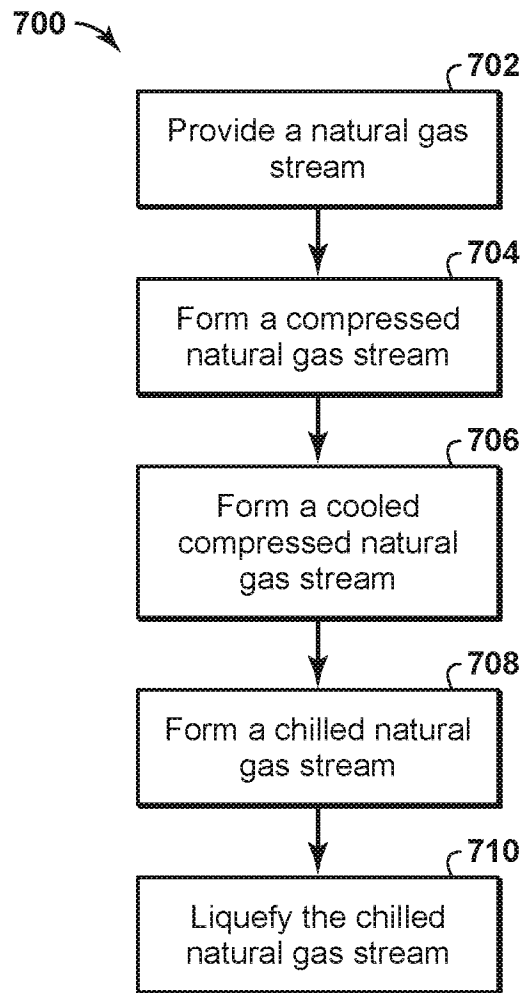 700
702
Provide a natural gas
stream
704
Form a compressed
natural gas stream
706
Form a cooled
compressed natural
gas stream
708
Form a chilled natural
gas stream
710
Liquefy the chilled
natural gas stream